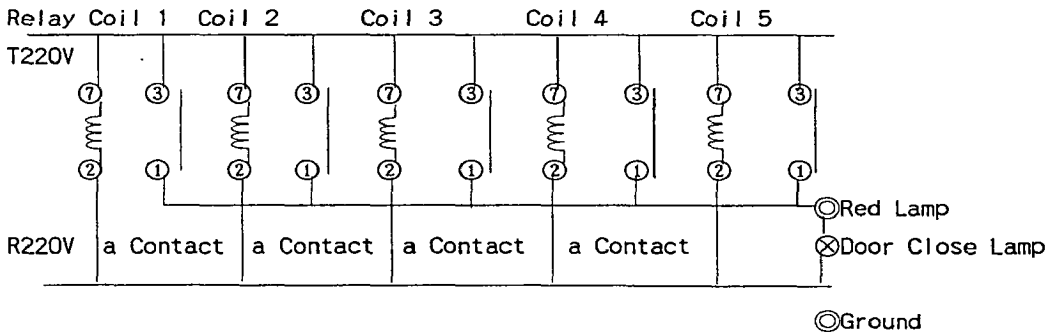 Relay Coil 1 Coil 2 Coil 3 Coil 4 Coil 5
T220V
⑦ ③ ⑦ ③ ⑦ ③ ⑦ ③ ⑦ ③
② ① ② ① ② ① ② ① ② ①
Red Lamp
R220V a Contact a Contact a Contact a Contact Door Close Lamp
Ground